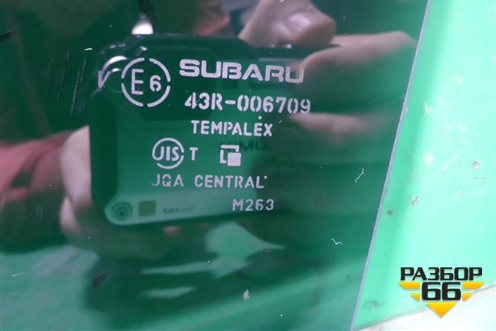 E6 SUBARU
43R-006709
TEMPALEX
JIS T
JQA CENTRAL
M263
РАЗБОР
66